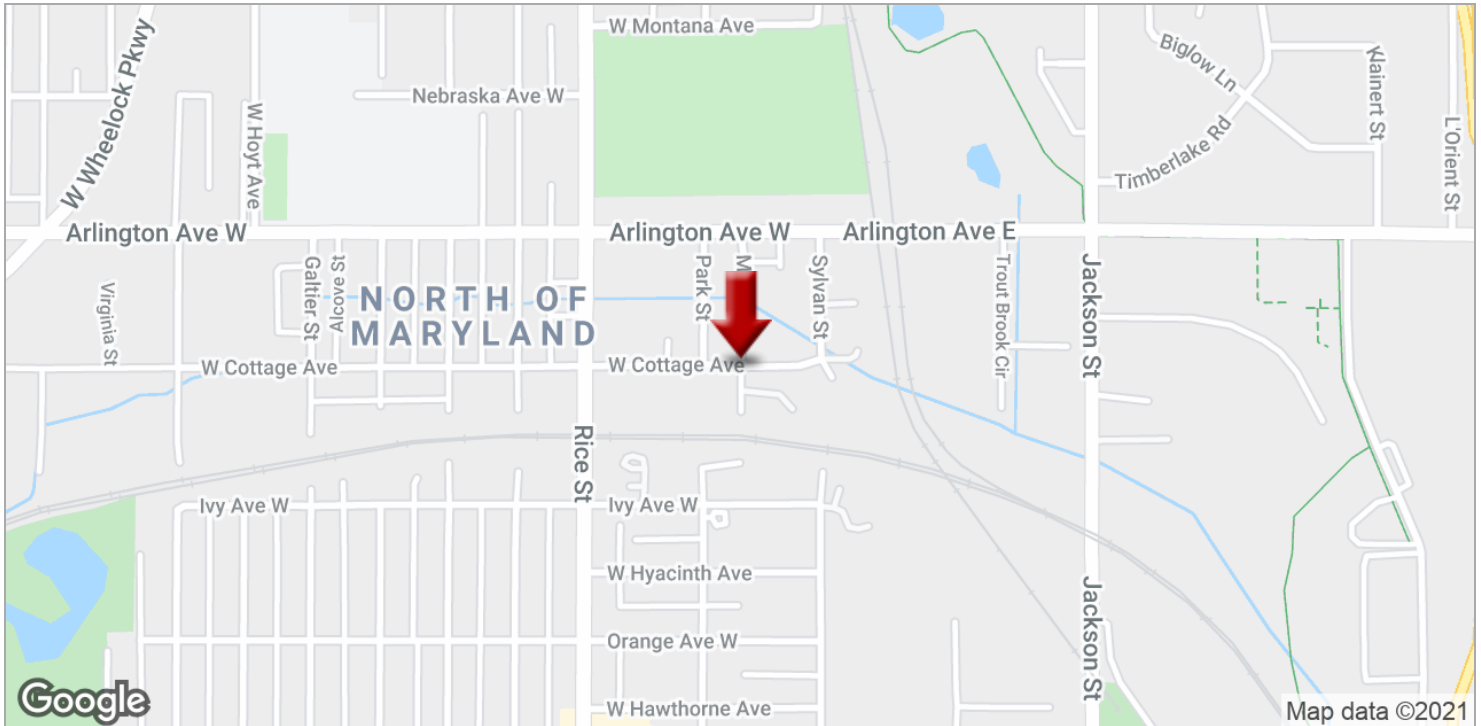 W Montana Ave
W Wheelock Pkwy
Biglow Ln
Klainert St
Nebraska Ave W
W Hoyt Ave
L'Orient St
Timberlake Rd
Arlington Ave W
Arlington Ave W
Arlington Ave E
Galtier St
Alcove St
Park St
Sylvan St
Trout Brook Cir
Jackson St
Virginia St
NORTH OF
MARYLAND
W Cottage Ave
W Cottage Ave
Rice St
Ivy Ave W
Ivy Ave W
W Hyacinth Ave
Jackson St
Orange Ave W
W Hawthorne Ave
Google
Map data ©2021